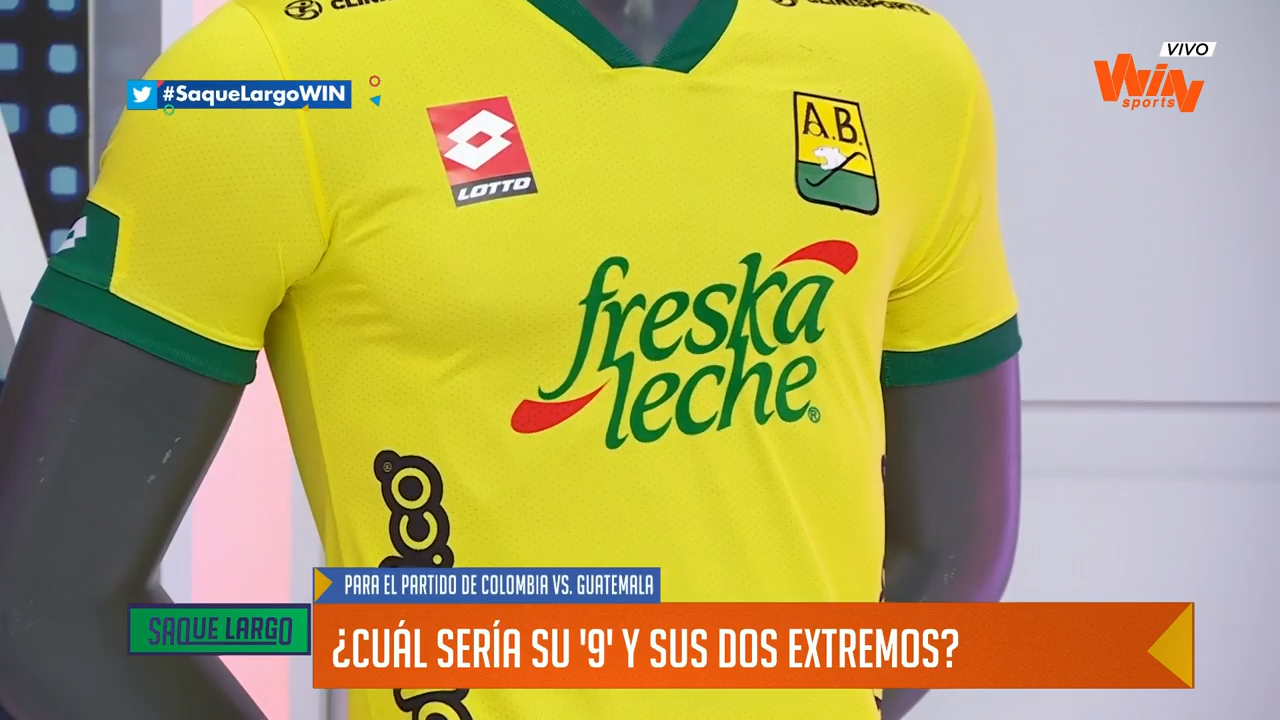 CLINISPORTS
VIVO
WiN
sports
#SaqueLargoWIN
A.B.
LOTTO
freska
leche
®
PARA EL PARTIDO DE COLOMBIA VS. GUATEMALA
SAQUE LARGO
¿CUÁL SERÍA SU '9' Y SUS DOS EXTREMOS?